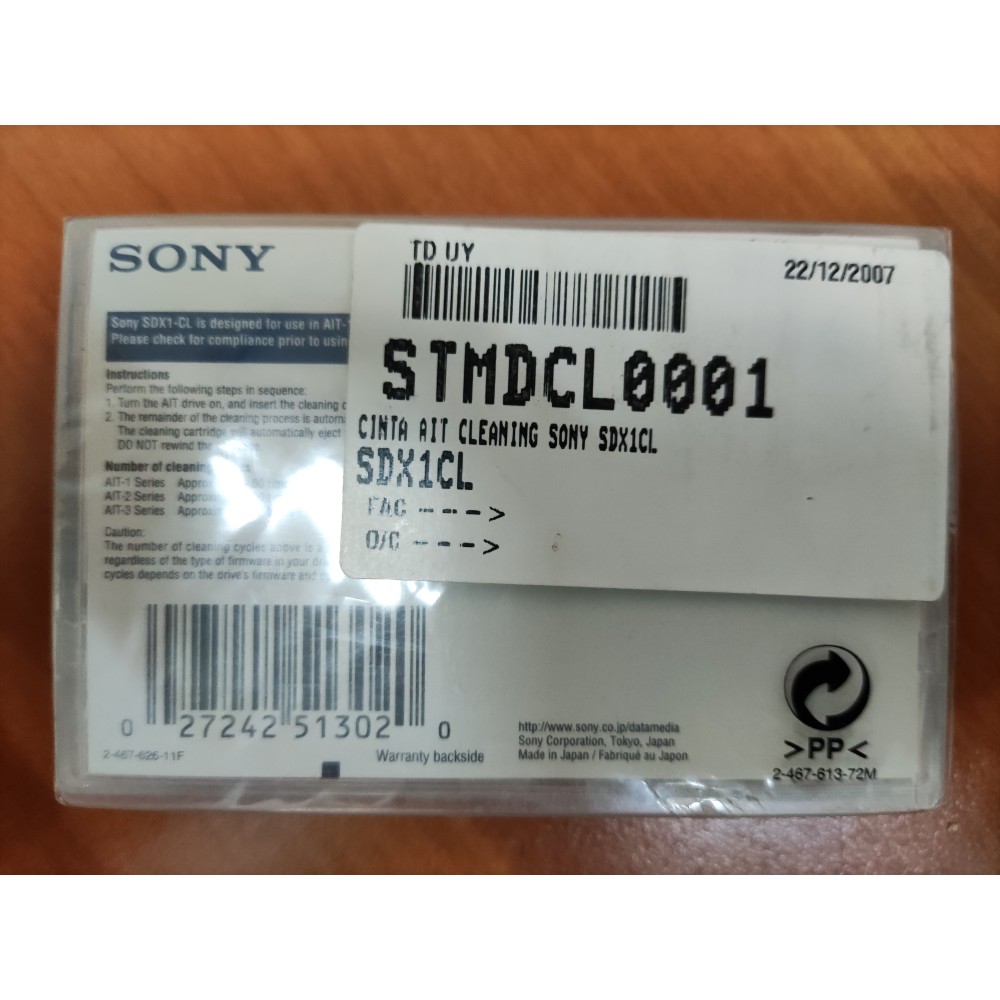 SONY
TD UY
22/12/2007
STMDCL0001
CINTA AIT CLEANING SONY SDX1CL
SDX1CL
FAC ---->
O/C ---->
Sony SDX1-CL is designed for use in AIT-
Please check for compliance prior to usin
Instructions
Perform the following steps in sequence:
1. Turn the AIT drive on, and insert the cleaning c
2. The remainder of the cleaning process is autom
The cleaning cartridge will automatically eject
DO NOT rewind the
Number of cleaning
AIT-1 Series
AIT-2 Series
AIT-3 Series
Caution:
The number of cleaning cycles above is
regardless of the type of firmware in your
cycles depends on the drive's firmware and
0 27242 51302 0
2-467-626-11F
Warranty backside
http://www.sony.co.jp/datamedia
Sony Corporation, Tokyo, Japan
Made in Japan / Fabriqué au Japon
>PP<
2-467-613-72M